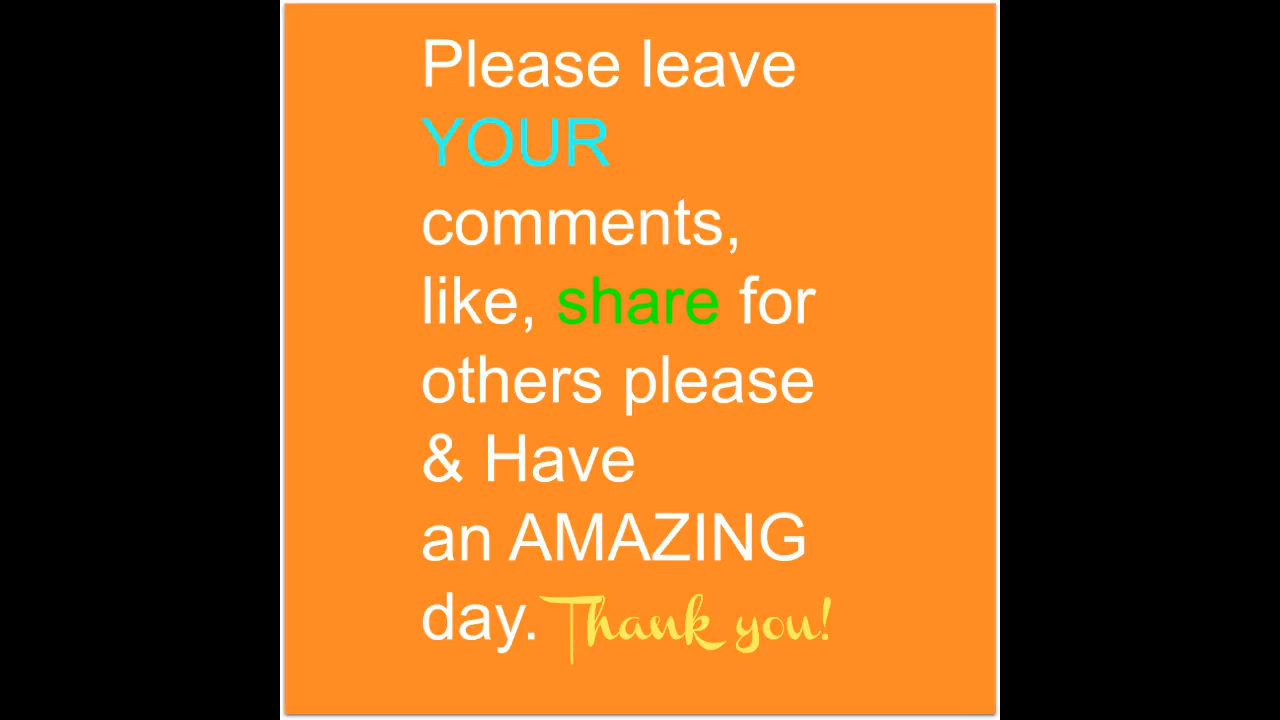 Please leave
YOUR
comments,
like, share for
others please
& Have
an AMAZING
day. Thank you!